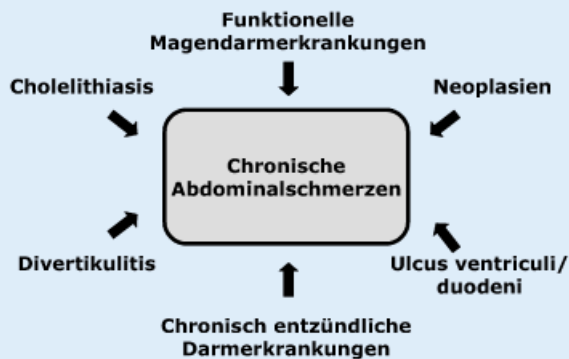 Funktionelle
Magendarmerkrankungen
Cholelithiasis
Neoplasien
Chronische
Abdominalschmerzen
Divertikulitis
Ulcus ventriculi/
duodeni
Chronisch entzündliche
Darmerkrankungen